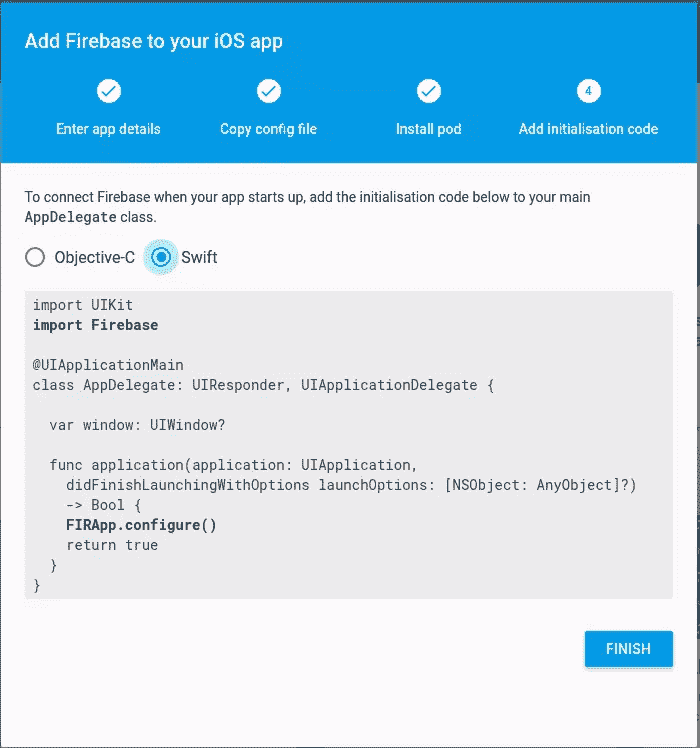 Add Firebase to your iOS app
4
Enter app details
Copy config file
Install pod
Add initialisation code
To connect Firebase when your app starts up, add the initialisation code below to your main
AppDelegate class.
Objective-C
Swift
import UIKit
import Firebase
@UIApplicationMain
class AppDelegate: UIResponder, UIApplicationDelegate {
  var window: UIWindow?
  func application(application: UIApplication,
    didFinishLaunchingWithOptions launchOptions: [NSObject: AnyObject]?)
    -> Bool {
    FIRApp.configure()
    return true
  }
}
FINISH